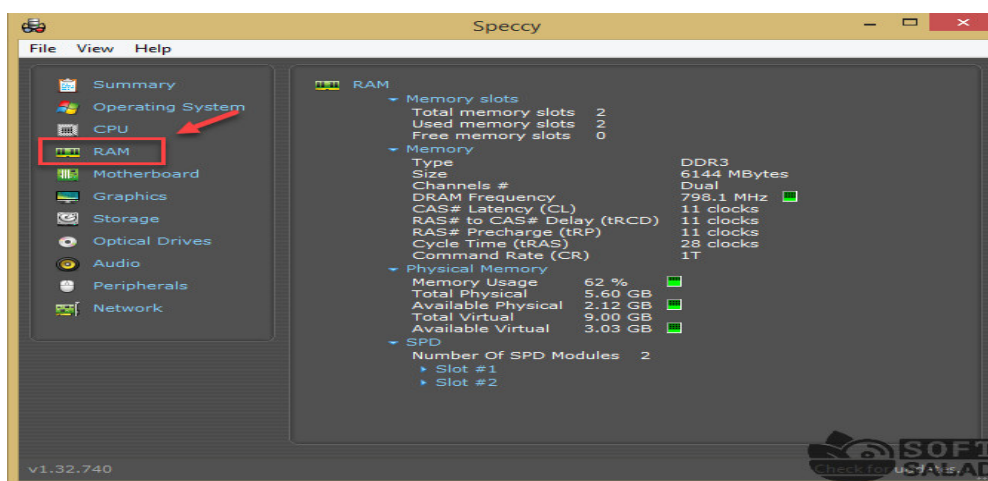 Speccy
File View Help
Summary
Operating System
CPU
RAM
Motherboard
Graphics
Storage
Optical Drives
Audio
Peripherals
Network
RAM
Memory slots
Total memory slots 2
Used memory slots 2
Free memory slots 0
Memory
Type DDR3
Size 6144 MBytes
Channels # Dual
DRAM Frequency 798.1 MHz
CAS# Latency (CL) 11 clocks
RAS# to CAS# Delay (tRCD) 11 clocks
RAS# Precharge (tRP) 11 clocks
Cycle Time (tRAS) 28 clocks
Command Rate (CR) 1T
Physical Memory
Memory Usage 62 %
Total Physical 5.60 GB
Available Physical 2.12 GB
Total Virtual 9.00 GB
Available Virtual 3.03 GB
SPD
Number Of SPD Modules 2
Slot #1
Slot #2
v1.32.740
Check for updates...
SOFT
SALAD